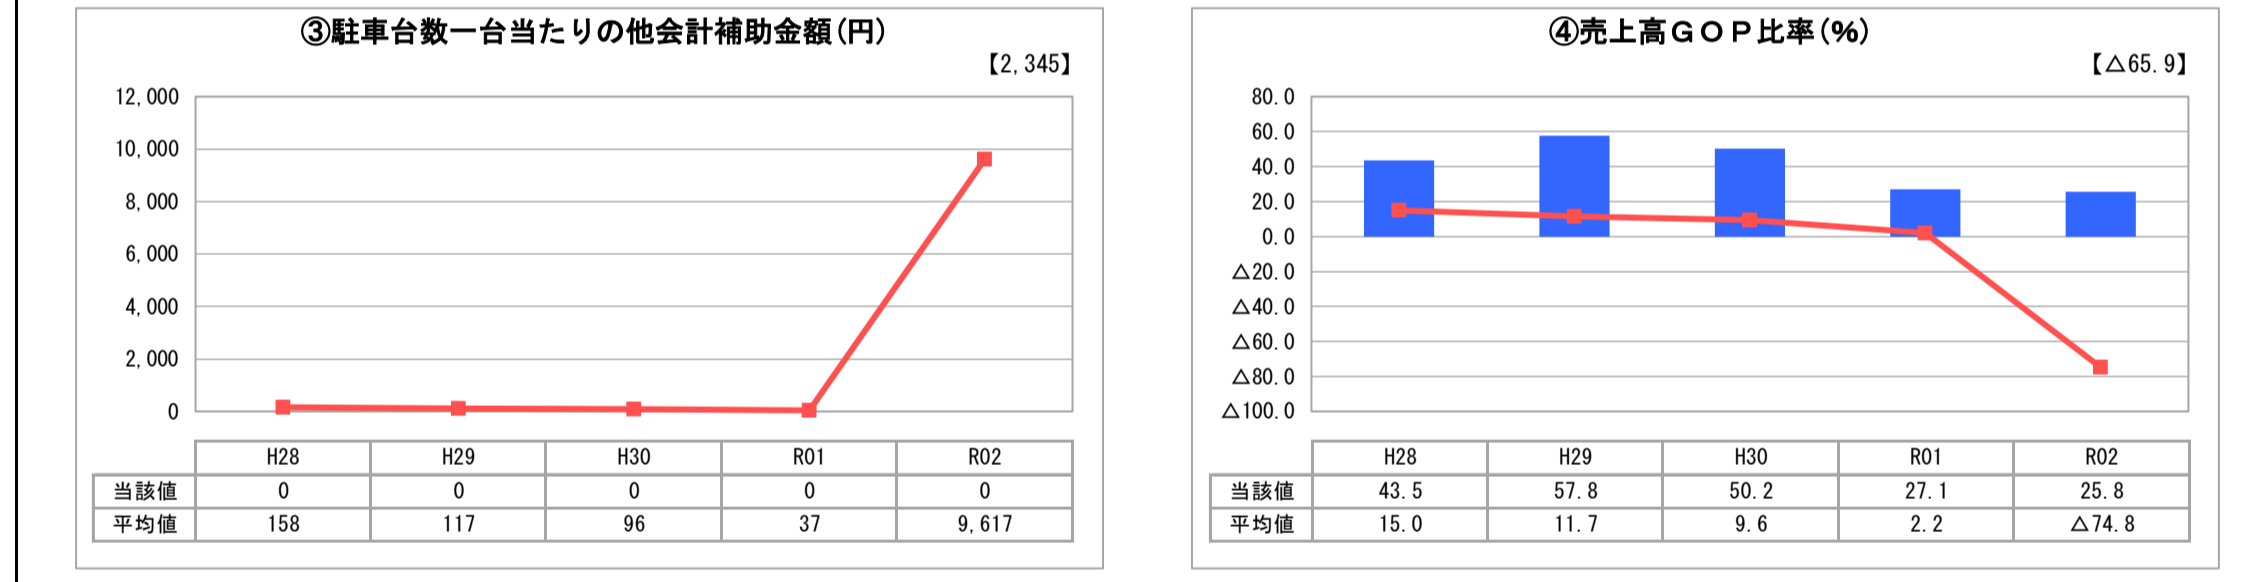 ③駐車台数一台当たりの他会計補助金額(円)
【2,345】
12,000
10,000
8,000
6,000
4,000
2,000
0
H28 H29 H30 R01 R02
当該値 0 0 0 0 0
平均値 158 117 96 37 9,617
④売上高GOP比率(%)
【△65.9】
80.0
60.0
40.0
20.0
0.0
△20.0
△40.0
△60.0
△80.0
△100.0
H28 H29 H30 R01 R02
当該値 43.5 57.8 50.2 27.1 25.8
平均値 15.0 11.7 9.6 2.2 △74.8